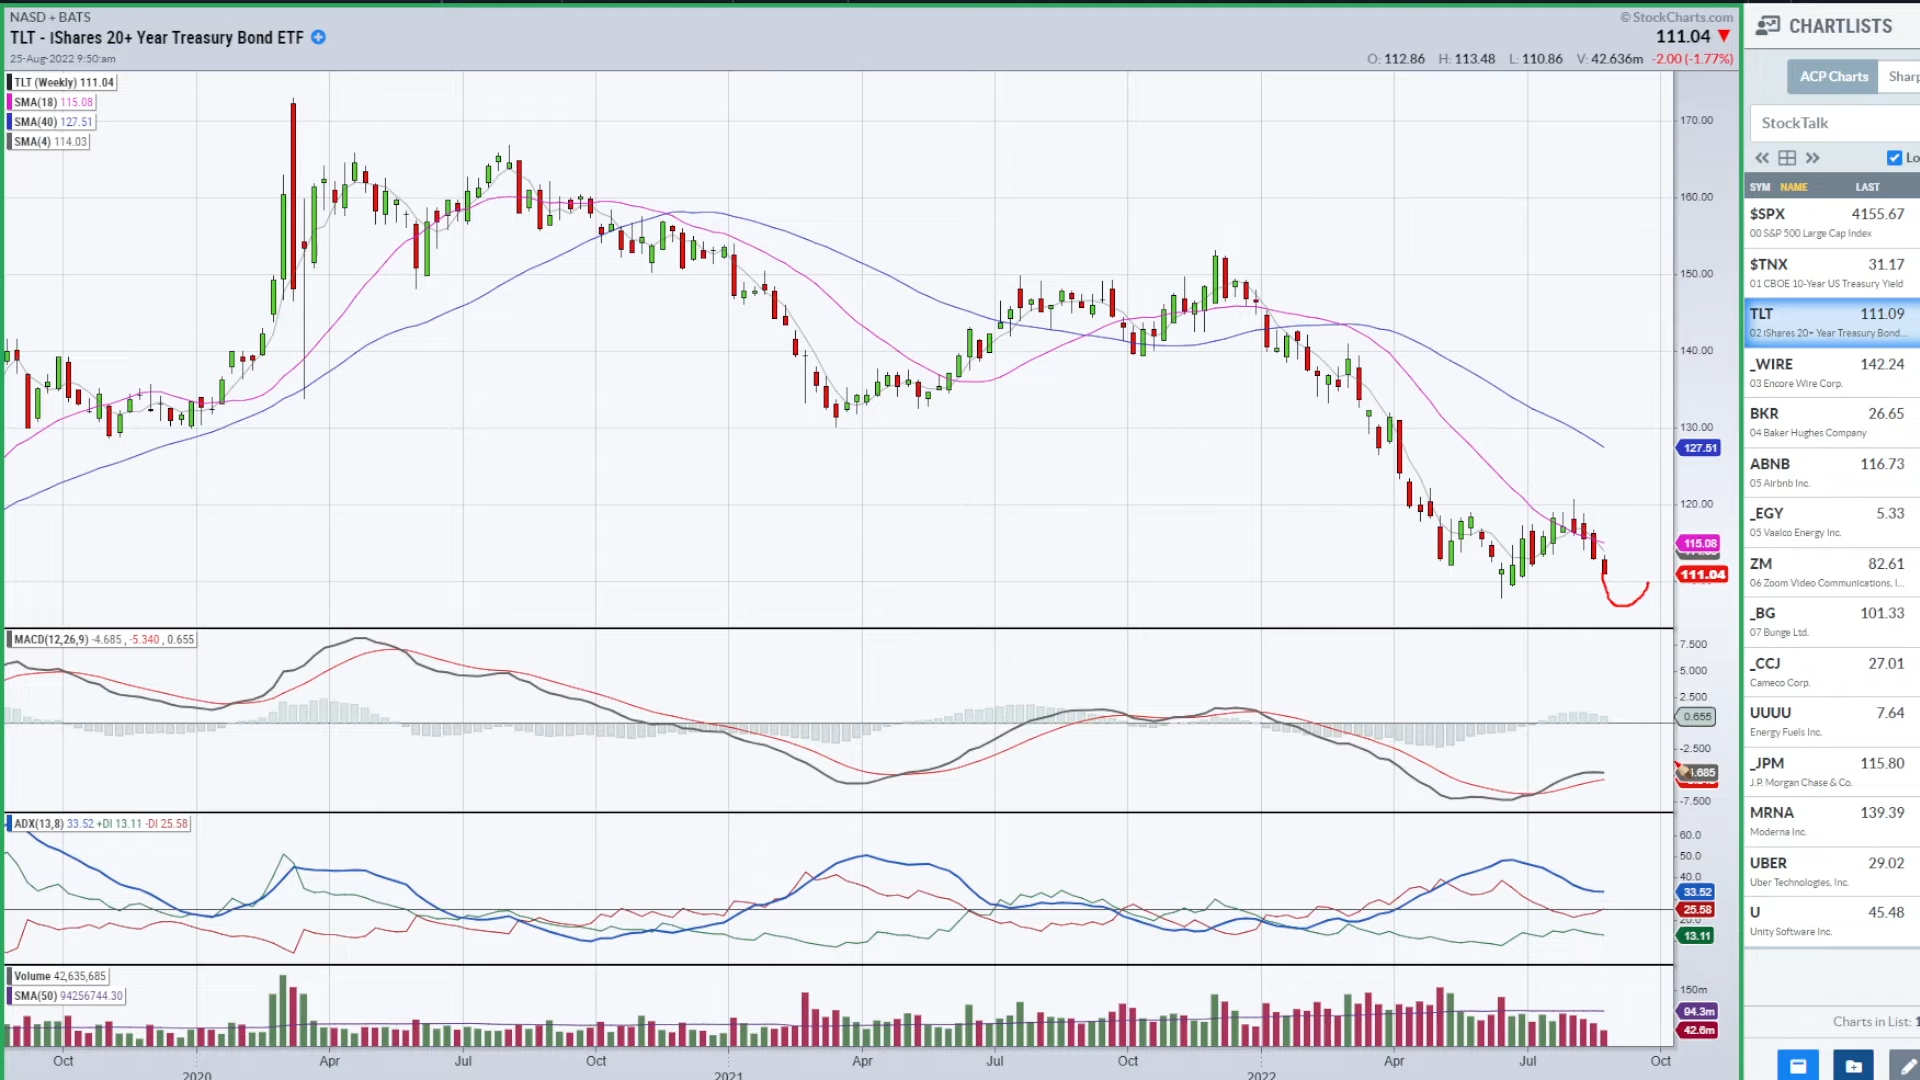 NASD + BATS
© StockCharts.com
TLT - IShares 20+ Year Treasury Bond ETF
111.04
25-Aug-2022 9:50:am
O: 112.86 H: 113.48 L: 110.86 V: 42.636m -2.00 (-1.77%)
TLT (Weekly) 111.04
SMA(18) 115.08
SMA(40) 127.51
SMA(4) 114.03
170.00
160.00
150.00
140.00
130.00
127.51
120.00
115.08
111.04
MACD(12,26,9) -4.685 , -5.340 , 0.655
7.500
5.000
2.500
0.655
-2.500
-7.500
ADX(13,8) 33.52 +DI 13.11 -DI 25.58
60.0
50.0
40.0
33.52
25.58
13.11
Volume 42,635,685
SMA(50) 94256744.30
150m
94.3m
42.6m
Oct 2020 Apr Jul Oct 2021 Apr Jul Oct 2022 Apr Jul Oct
CHARTLISTS
ACP Charts Sharp
StockTalk
Lo
SYM NAME LAST
$SPX 4155.67
00 S&P 500 Large Cap Index
$TNX 31.17
01 CBOE 10-Year US Treasury Yield
TLT 111.09
02 IShares 20+ Year Treasury Bond...
_WIRE 142.24
03 Encore Wire Corp.
BKR 26.65
04 Baker Hughes Company
ABNB 116.73
05 Airbnb Inc.
_EGY 5.33
05 Vaalco Energy Inc.
ZM 82.61
06 Zoom Video Communications, I...
_BG 101.33
07 Bunge Ltd.
_CCJ 27.01
Cameco Corp.
UUUU 7.64
Energy Fuels Inc.
_JPM 115.80
J.P. Morgan Chase & Co.
MRNA 139.39
Moderna Inc.
UBER 29.02
Uber Technologies, Inc.
U 45.48
Unity Software Inc.
Charts in List: 1